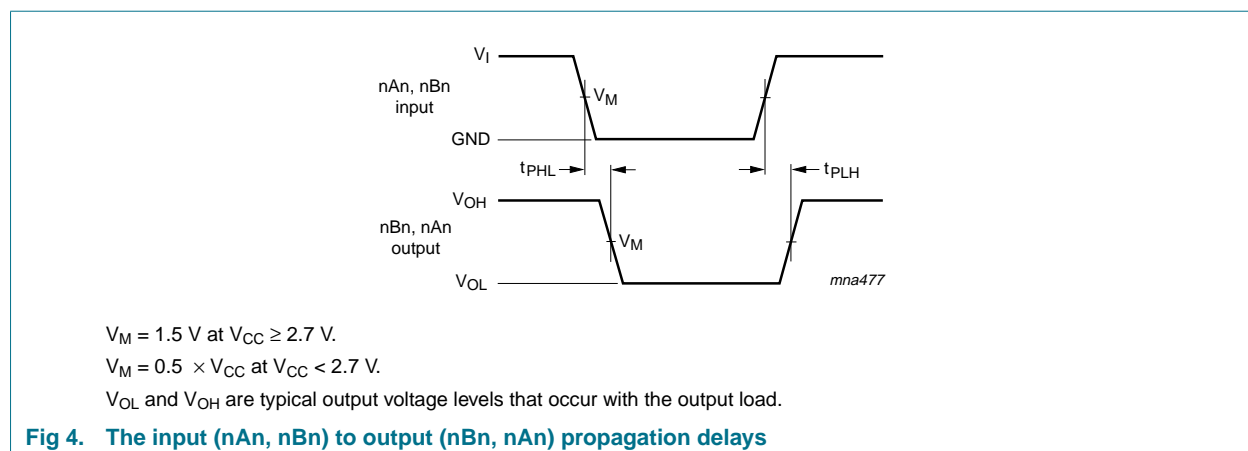 VI
nAn, nBn
input
VM
GND
tPHL
tPLH
VOH
nBn, nAn
output
VM
VOL
mna477
VM = 1.5 V at VCC ≥ 2.7 V.
VM = 0.5 × VCC at VCC < 2.7 V.
VOL and VOH are typical output voltage levels that occur with the output load.
Fig 4. The input (nAn, nBn) to output (nBn, nAn) propagation delays